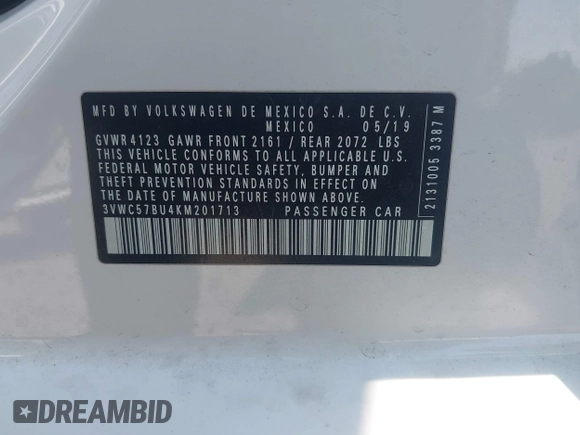 MFD BY VOLKSWAGEN DE MEXICO S.A. DE C.V.
MEXICO 05/19
GVWR 4123 GAWR FRONT 2161 / REAR 2072 LBS
THIS VEHICLE CONFORMS TO ALL APPLICABLE U.S.
FEDERAL MOTOR VEHICLE SAFETY, BUMPER AND
THEFT PREVENTION STANDARDS IN EFFECT ON
THE DATE OF MANUFACTURE SHOWN ABOVE.
3VWC57BU4KM201713 PASSENGER CAR
2131005 3387 M
DREAMBID